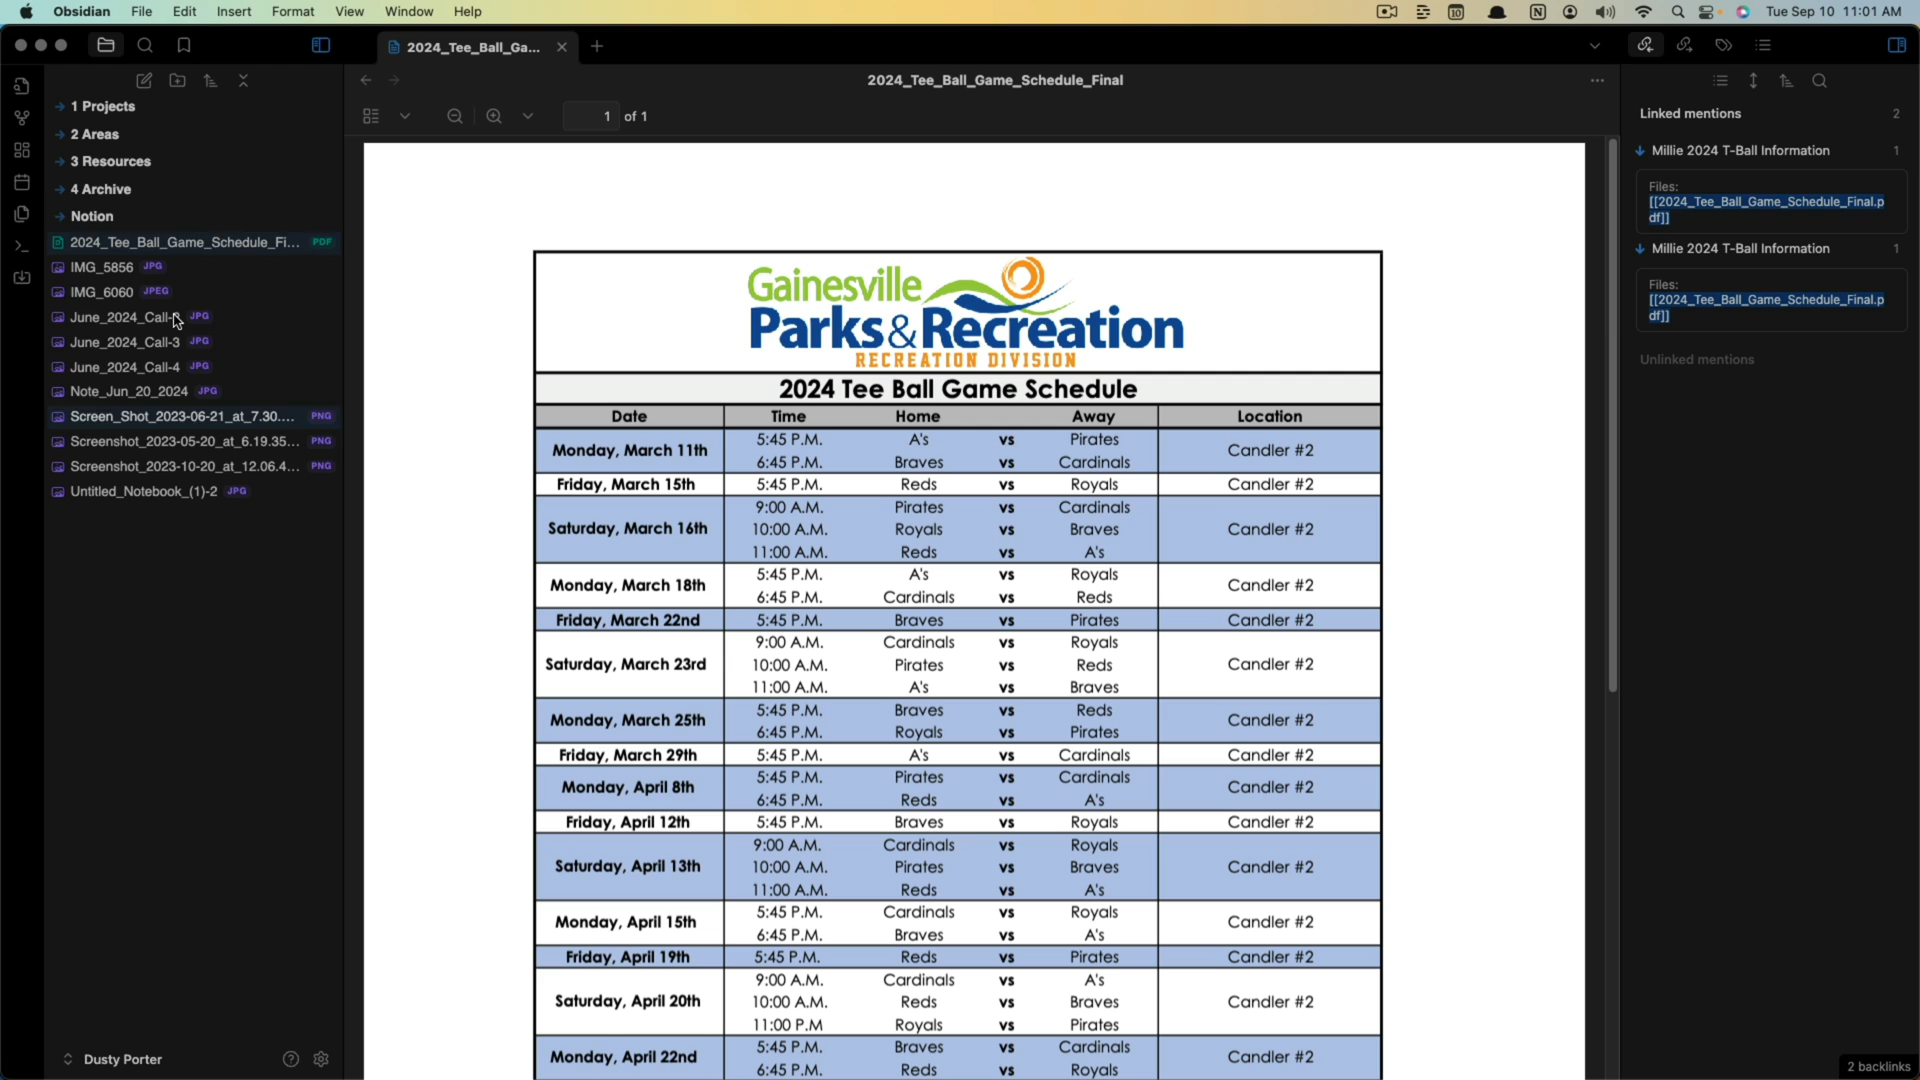 Obsidian File Edit Insert Format View Window Help
10
Tue Sep 10 11:01 AM
2024_Tee_Ball_Ga...
2024_Tee_Ball_Game_Schedule_Final
1 of 1
1 Projects
2 Areas
3 Resources
4 Archive
Notion
2024_Tee_Ball_Game_Schedule_Fi... PDF
IMG_5856 JPG
IMG_6060 JPEG
June_2024_Call- JPG
June_2024_Call-3 JPG
June_2024_Call-4 JPG
Note_Jun_20_2024 JPG
Screen_Shot_2023-06-21_at_7.30.... PNG
Screenshot_2023-05-20_at_6.19.35... PNG
Screenshot_2023-10-20_at_12.06.4... PNG
Untitled_Notebook_(1)-2 JPG
Dusty Porter
Gainesville
Parks&Recreation
RECREATION DIVISION
2024 Tee Ball Game Schedule
Date Time Home Away Location
Monday, March 11th 5:45 P.M. A's vs Pirates Candler #2
6:45 P.M. Braves vs Cardinals
Friday, March 15th 5:45 P.M. Reds vs Royals Candler #2
Saturday, March 16th 9:00 A.M. Pirates vs Cardinals Candler #2
10:00 A.M. Royals vs Braves
11:00 A.M. Reds vs A's
Monday, March 18th 5:45 P.M. A's vs Royals Candler #2
6:45 P.M. Cardinals vs Reds
Friday, March 22nd 5:45 P.M. Braves vs Pirates Candler #2
Saturday, March 23rd 9:00 A.M. Cardinals vs Royals Candler #2
10:00 A.M. Pirates vs Reds
11:00 A.M. A's vs Braves
Monday, March 25th 5:45 P.M. Braves vs Reds Candler #2
6:45 P.M. Royals vs Pirates
Friday, March 29th 5:45 P.M. A's vs Cardinals Candler #2
Monday, April 8th 5:45 P.M. Pirates vs Cardinals Candler #2
6:45 P.M. Reds vs A's
Friday, April 12th 5:45 P.M. Braves vs Royals Candler #2
Saturday, April 13th 9:00 A.M. Cardinals vs Royals Candler #2
10:00 A.M. Pirates vs Braves
11:00 A.M. Reds vs A's
Monday, April 15th 5:45 P.M. Cardinals vs Royals Candler #2
6:45 P.M. Braves vs A's
Friday, April 19th 5:45 P.M. Reds vs Pirates Candler #2
Saturday, April 20th 9:00 A.M. Cardinals vs A's Candler #2
10:00 A.M. Reds vs Braves
11:00 P.M Royals vs Pirates
Monday, April 22nd 5:45 P.M. Braves vs Cardinals Candler #2
6:45 P.M. Reds vs Royals
Linked mentions 2
Millie 2024 T-Ball Information 1
Files:
[[2024_Tee_Ball_Game_Schedule_Final.p
df]]
Millie 2024 T-Ball Information 1
Files:
[[2024_Tee_Ball_Game_Schedule_Final.p
df]]
Unlinked mentions
2 backlinks